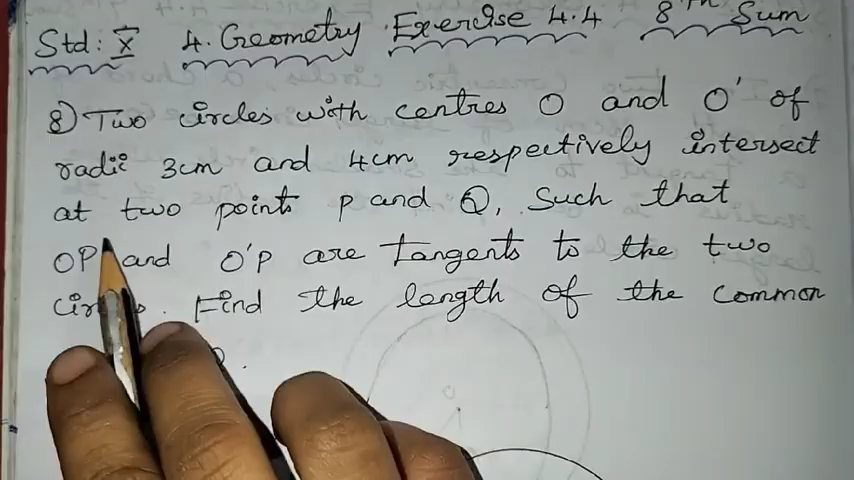 Std: X 4. Geometry Exercise 4.4 8th Sum
8) Two circles with centres O and O' of
radii 3cm and 4cm respectively intersect
at two points P and Q, Such that
OP and O'P are tangents to the two
Find the length of the common